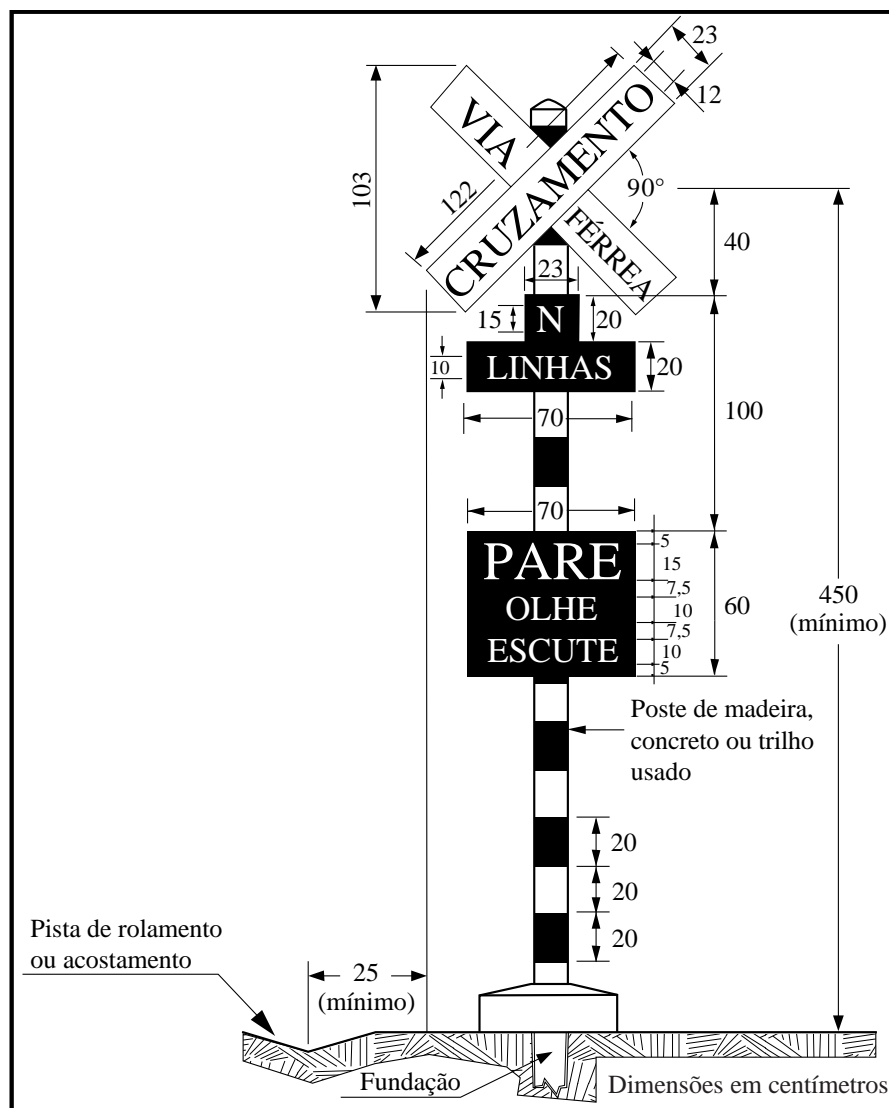 23
12
VIA
CRUZAMENTO
FÉRREA
103
122
90°
40
23
15
N
20
10
LINHAS
20
70
100
70
PARE
OLHE
ESCUTE
5
15
7,5
10
7,5
10
5
60
450
(mínimo)
Poste de madeira,
concreto ou trilho
usado
20
20
20
Pista de rolamento
ou acostamento
25
(mínimo)
Fundação
Dimensões em centímetros